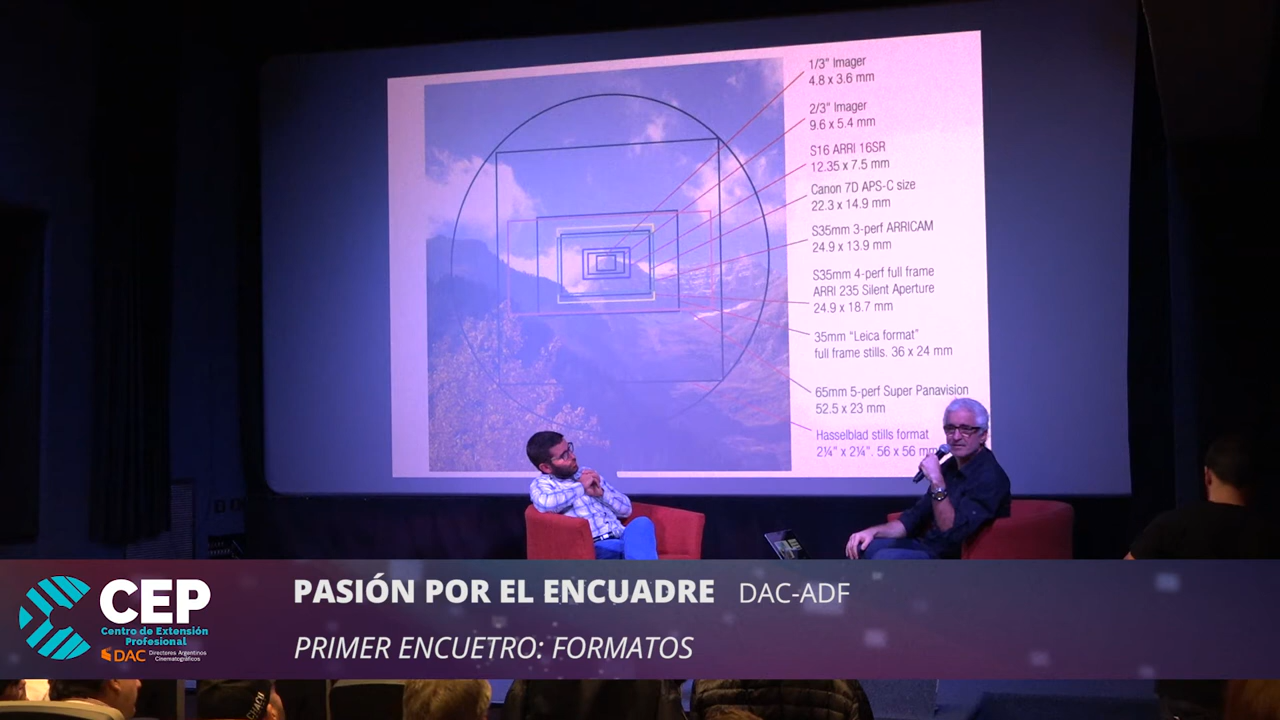 1/3" Imager
4.8 x 3.6 mm
2/3" Imager
9.6 x 5.4 mm
S16 ARRI 16SR
12.35 x 7.5 mm
Canon 7D APS-C size
22.3 x 14.9 mm
S35mm 3-perf ARRICAM
24.9 x 13.9 mm
S35mm 4-perf full frame
ARRI 235 Silent Aperture
24.9 x 18.7 mm
35mm “Leica format”
full frame stills. 36 x 24 mm
65mm 5-perf Super Panavision
52.5 x 23 mm
Hasselblad stills format
2¼" x 2¼". 56 x 56 mm
CEP
Centro de Extensión
Profesional
DAC Directores Argentinos
Cinematográficos
PASIÓN POR EL ENCUADRE DAC-ADF
PRIMER ENCUETRO: FORMATOS